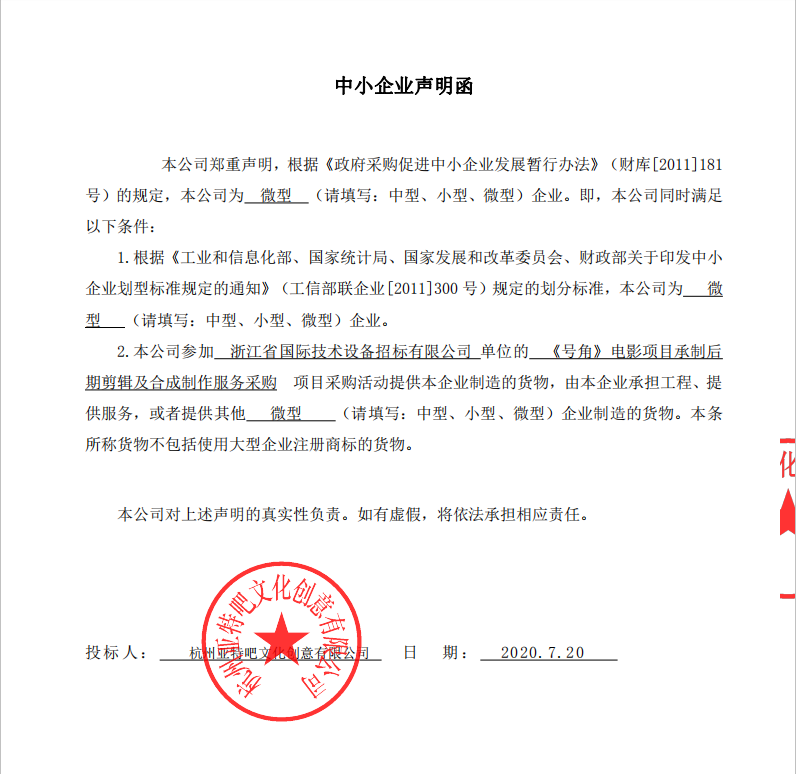 中小企业声明函
本公司郑重声明，根据《政府采购促进中小企业发展暂行办法》（财库[2011]181
号）的规定，本公司为 微型 （请填写：中型、小型、微型）企业。即，本公司同时满足
以下条件：
1.根据《工业和信息化部、国家统计局、国家发展和改革委员会、财政部关于印发中小
企业划型标准规定的通知》（工信部联企业[2011]300 号）规定的划分标准，本公司为 微
型 （请填写：中型、小型、微型）企业。
2.本公司参加 浙江省国际技术设备招标有限公司 单位的 《号角》电影项目承制后
期剪辑及合成制作服务采购 项目采购活动提供本企业制造的货物，由本企业承担工程、提
供服务，或者提供其他 微型 （请填写：中型、小型、微型）企业制造的货物。本条
所称货物不包括使用大型企业注册商标的货物。
化
本公司对上述声明的真实性负责。如有虚假，将依法承担相应责任。
杭州亚特吧文化创意有限公司
投标人： 杭州亚特吧文化创意有限公司 日 期： 2020.7.20